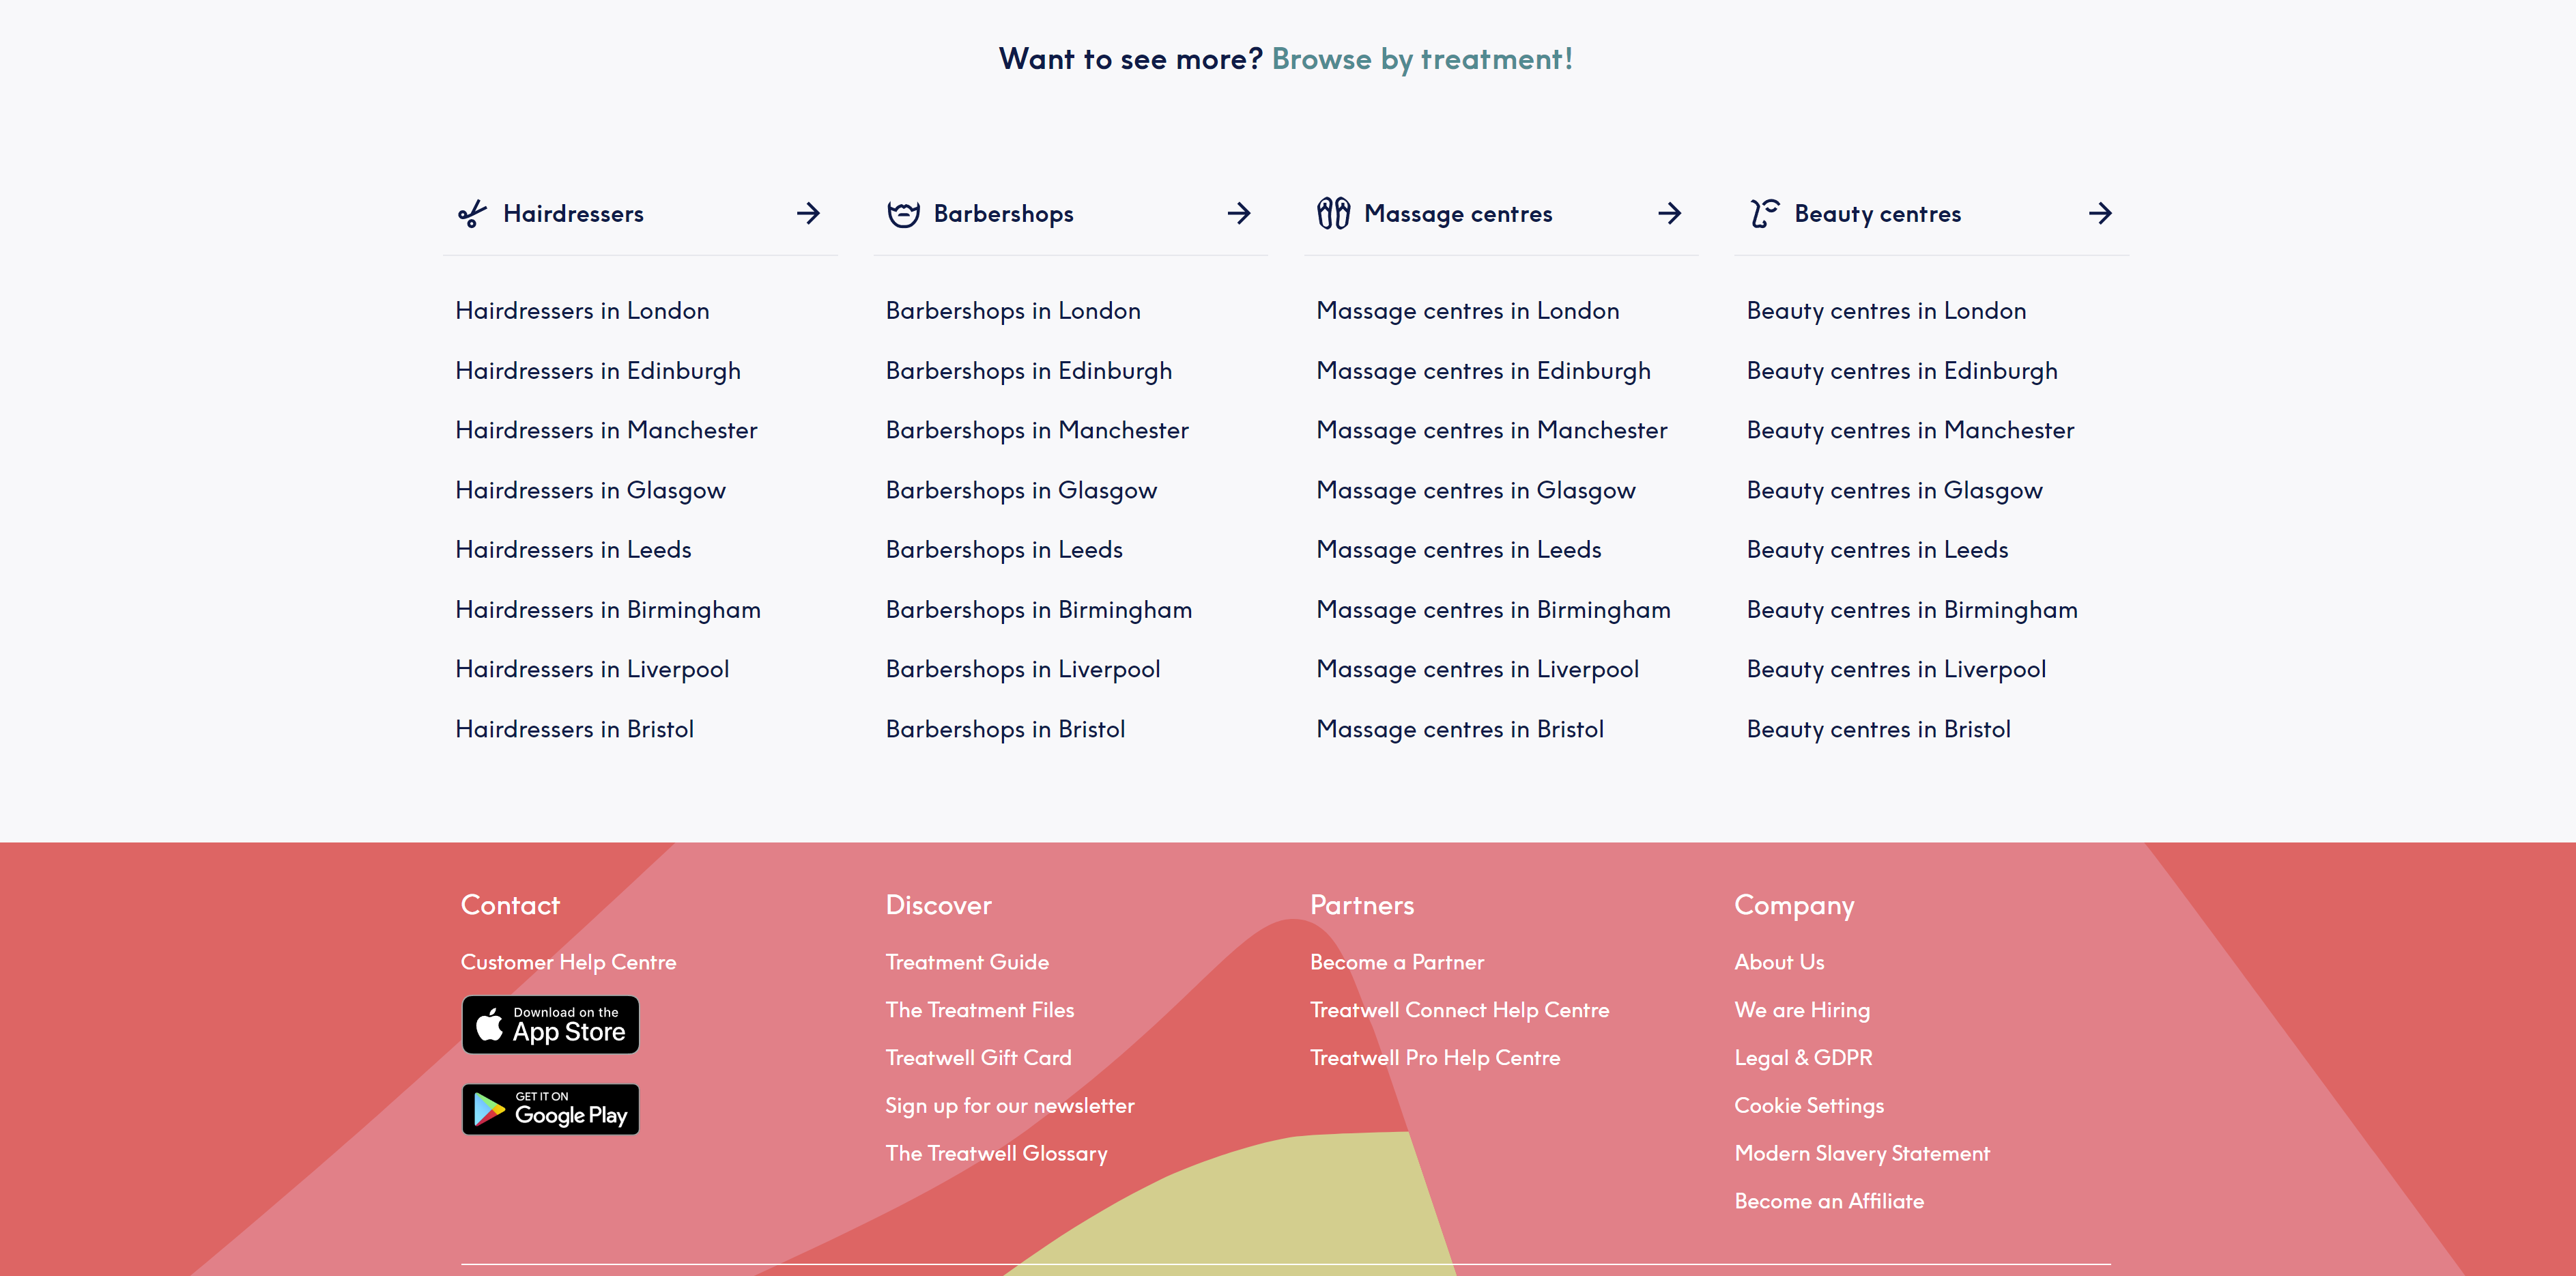 Want to see more? Browse by treatment!
Hairdressers
Hairdressers in London
Hairdressers in Edinburgh
Hairdressers in Manchester
Hairdressers in Glasgow
Hairdressers in Leeds
Hairdressers in Birmingham
Hairdressers in Liverpool
Hairdressers in Bristol
Barbershops
Barbershops in London
Barbershops in Edinburgh
Barbershops in Manchester
Barbershops in Glasgow
Barbershops in Leeds
Barbershops in Birmingham
Barbershops in Liverpool
Barbershops in Bristol
Massage centres
Massage centres in London
Massage centres in Edinburgh
Massage centres in Manchester
Massage centres in Glasgow
Massage centres in Leeds
Massage centres in Birmingham
Massage centres in Liverpool
Massage centres in Bristol
Beauty centres
Beauty centres in London
Beauty centres in Edinburgh
Beauty centres in Manchester
Beauty centres in Glasgow
Beauty centres in Leeds
Beauty centres in Birmingham
Beauty centres in Liverpool
Beauty centres in Bristol
Contact
Customer Help Centre
Download on the
App Store
GET IT ON
Google Play
Discover
Treatment Guide
The Treatment Files
Treatwell Gift Card
Sign up for our newsletter
The Treatwell Glossary
Partners
Become a Partner
Treatwell Connect Help Centre
Treatwell Pro Help Centre
Company
About Us
We are Hiring
Legal & GDPR
Cookie Settings
Modern Slavery Statement
Become an Affiliate